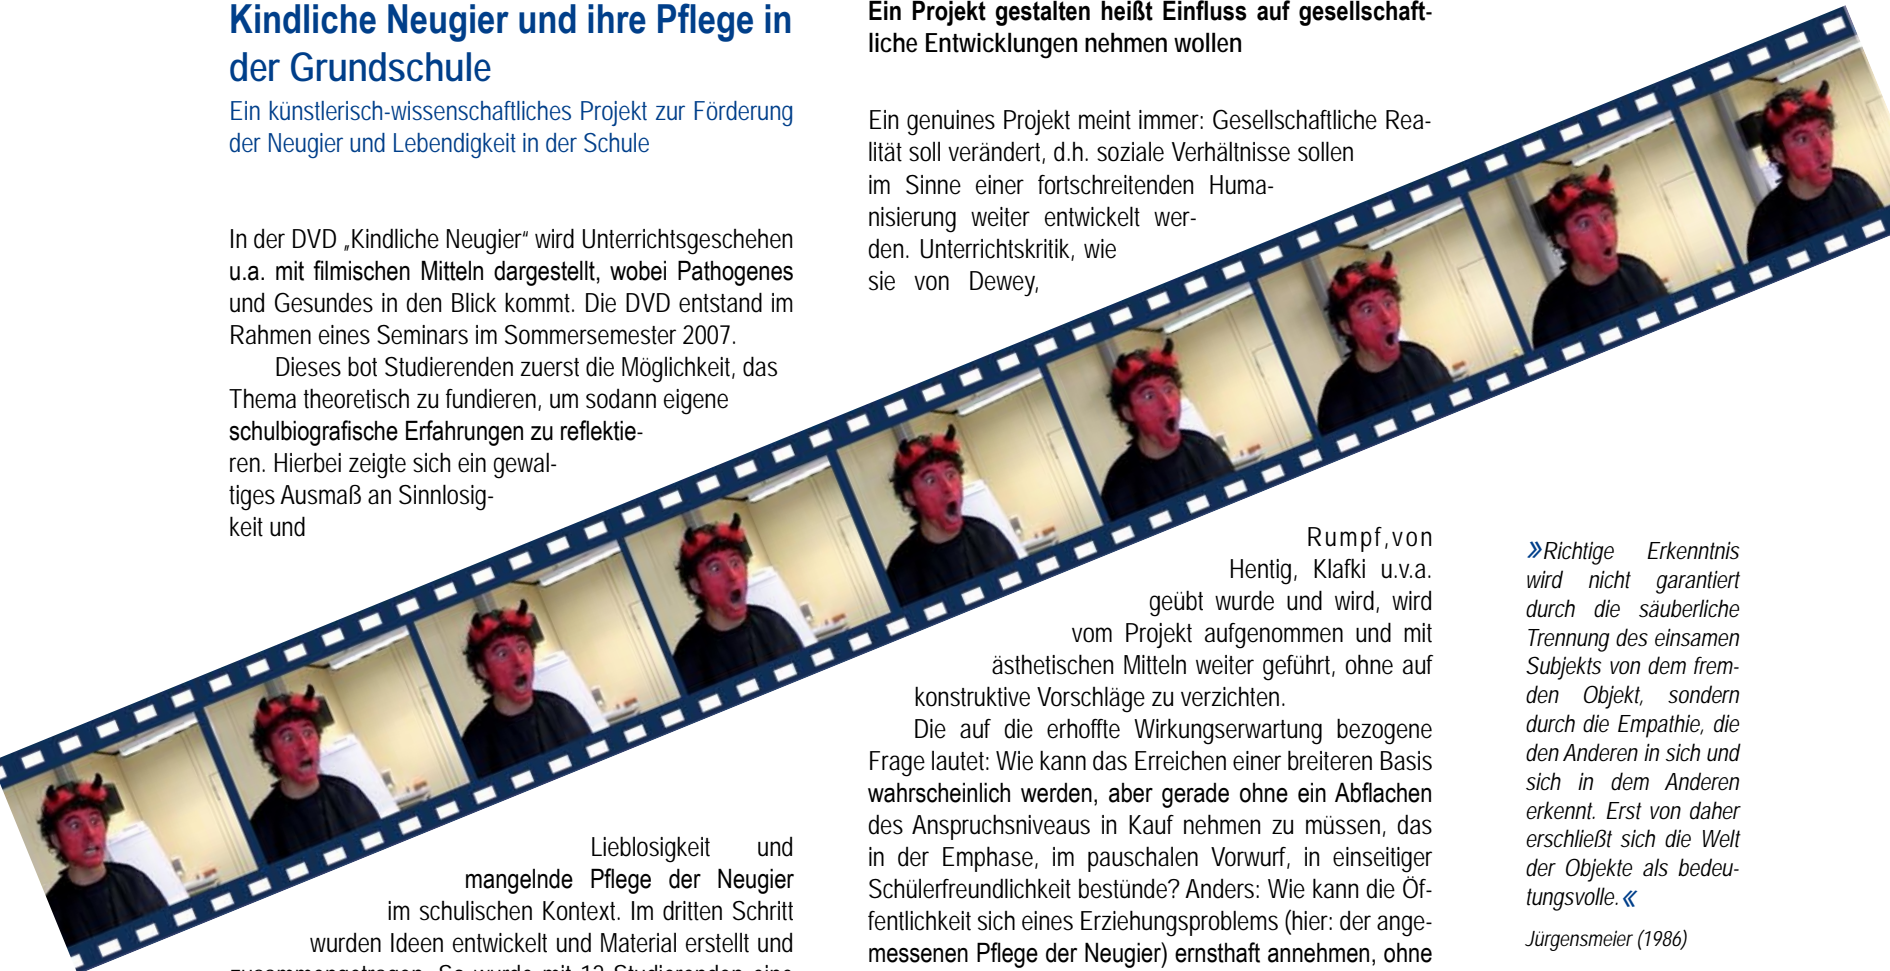 Kindliche Neugier und ihre Pflege in
der Grundschule
Ein künstlerisch-wissenschaftliches Projekt zur Förderung
der Neugier und Lebendigkeit in der Schule
In der DVD „Kindliche Neugier“ wird Unterrichtsgeschehen
u.a. mit filmischen Mitteln dargestellt, wobei Pathogenes
und Gesundes in den Blick kommt. Die DVD entstand im
Rahmen eines Seminars im Sommersemester 2007.
Dieses bot Studierenden zuerst die Möglichkeit, das
Thema theoretisch zu fundieren, um sodann eigene
schulbiografische Erfahrungen zu reflektie-
ren. Hierbei zeigte sich ein gewal-
tiges Ausmaß an Sinnlosig-
keit und
Lieblosigkeit und
mangelnde Pflege der Neugier
im schulischen Kontext. Im dritten Schritt
wurden Ideen entwickelt und Material erstellt und
zusammengetragen. So wurde mit 12 Studierenden eine
Ein Projekt gestalten heißt Einfluss auf gesellschaft-
liche Entwicklungen nehmen wollen
Ein genuines Projekt meint immer: Gesellschaftliche Rea-
lität soll verändert, d.h. soziale Verhältnisse sollen
im Sinne einer fortschreitenden Huma-
nisierung weiter entwickelt wer-
den. Unterrichtskritik, wie
sie von Dewey,
Rumpf,von
Hentig, Klafki u.v.a.
geübt wurde und wird, wird
vom Projekt aufgenommen und mit
ästhetischen Mitteln weiter geführt, ohne auf
konstruktive Vorschläge zu verzichten.
Die auf die erhoffte Wirkungserwartung bezogene
Frage lautet: Wie kann das Erreichen einer breiteren Basis
wahrscheinlich werden, aber gerade ohne ein Abflachen
des Anspruchsniveaus in Kauf nehmen zu müssen, das
in der Emphase, im pauschalen Vorwurf, in einseitiger
Schülerfreundlichkeit bestünde? Anders: Wie kann die Öf-
fentlichkeit sich eines Erziehungsproblems (hier: der ange-
messenen Pflege der Neugier) ernsthaft annehmen, ohne
»Richtige Erkenntnis
wird nicht garantiert
durch die säuberliche
Trennung des einsamen
Subjekts von dem frem-
den Objekt, sondern
durch die Empathie, die
den Anderen in sich und
sich in dem Anderen
erkennt. Erst von daher
erschließt sich die Welt
der Objekte als bedeu-
tungsvolle.«
Jürgensmeier (1986)